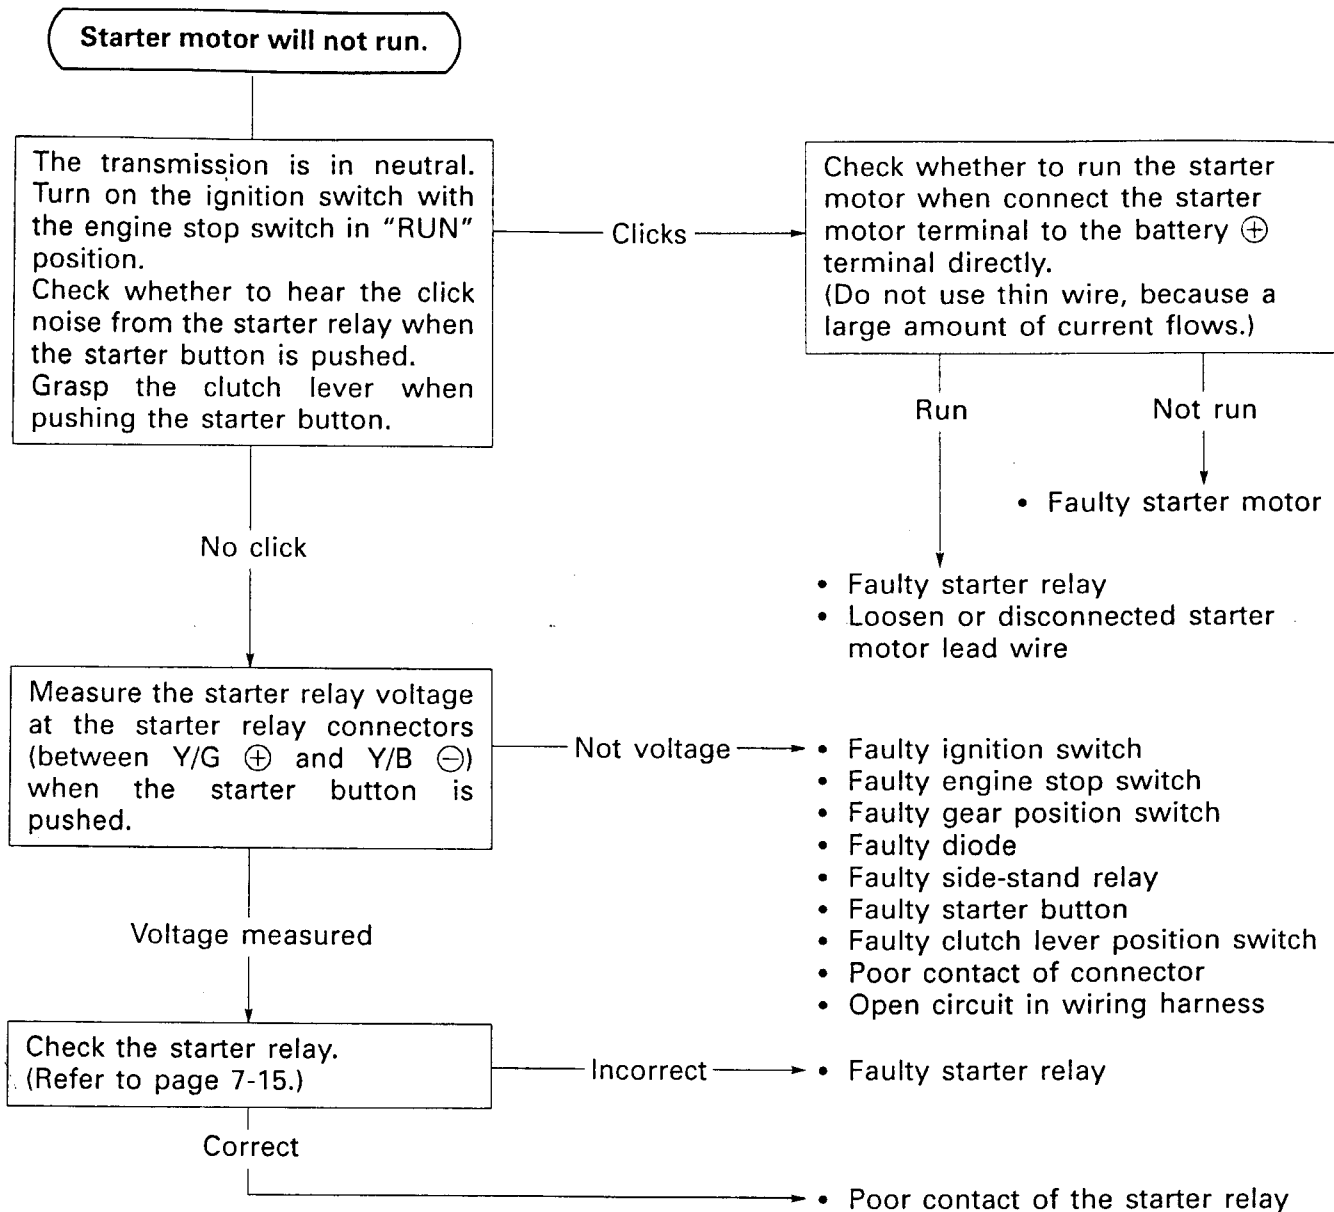 Starter motor will not run.
The transmission is in neutral.
Turn on the ignition switch with
the engine stop switch in “RUN”
position.
Check whether to hear the click
noise from the starter relay when
the starter button is pushed.
Grasp the clutch lever when
pushing the starter button.
Clicks
Check whether to run the starter
motor when connect the starter
motor terminal to the battery ⊕
terminal directly.
(Do not use thin wire, because a
large amount of current flows.)
Run
Not run
• Faulty starter motor
• Faulty starter relay
• Loosen or disconnected starter
motor lead wire
No click
Measure the starter relay voltage
at the starter relay connectors
(between Y/G ⊕ and Y/B ⊖)
when the starter button is
pushed.
Not voltage
• Faulty ignition switch
• Faulty engine stop switch
• Faulty gear position switch
• Faulty diode
• Faulty side-stand relay
• Faulty starter button
• Faulty clutch lever position switch
• Poor contact of connector
• Open circuit in wiring harness
Voltage measured
Check the starter relay.
(Refer to page 7-15.)
Incorrect
• Faulty starter relay
Correct
• Poor contact of the starter relay